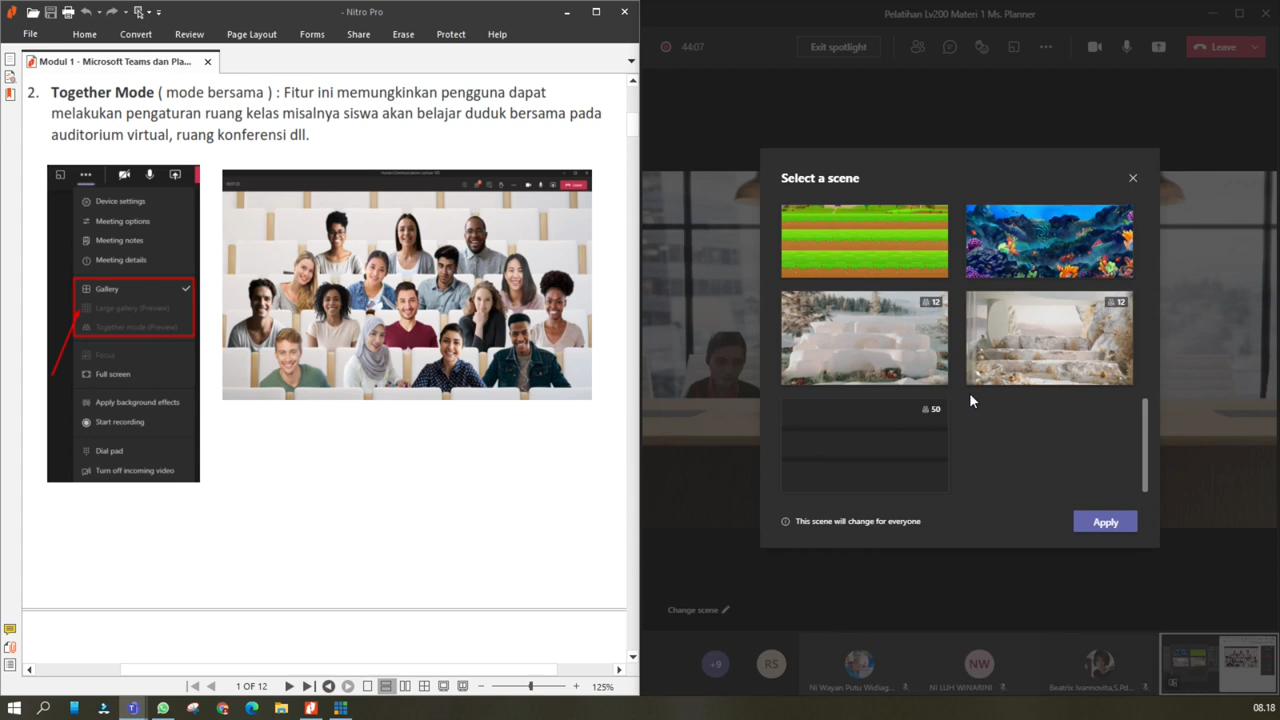 - Nitro Pro
File
Home
Convert
Review
Page Layout
Forms
Share
Erase
Protect
Help
Modul 1 - Microsoft Teams dan Pla...
2. Together Mode ( mode bersama ) : Fitur ini memungkinkan pengguna dapat
melakukan pengaturan ruang kelas misalnya siswa akan belajar duduk bersama pada
auditorium virtual, ruang konferensi dll.
Device settings
Meeting options
Meeting notes
Meeting details
Gallery
Large gallery (Preview)
Together mode (Preview)
Focus
Full screen
Apply background effects
Start recording
Dial pad
Turn off incoming video
Leave
1 OF 12
125%
Pelatihan Lv200 Materi 1 Ms. Planner
44:07
Exit spotlight
Leave
Select a scene
12
12
50
This scene will change for everyone
Apply
Change scene
+9
RS
Ni Wayan Putu Widiag...
NW
NI LUH WINARINI
Beatrix Ivannovita,S.Pd...
08.18